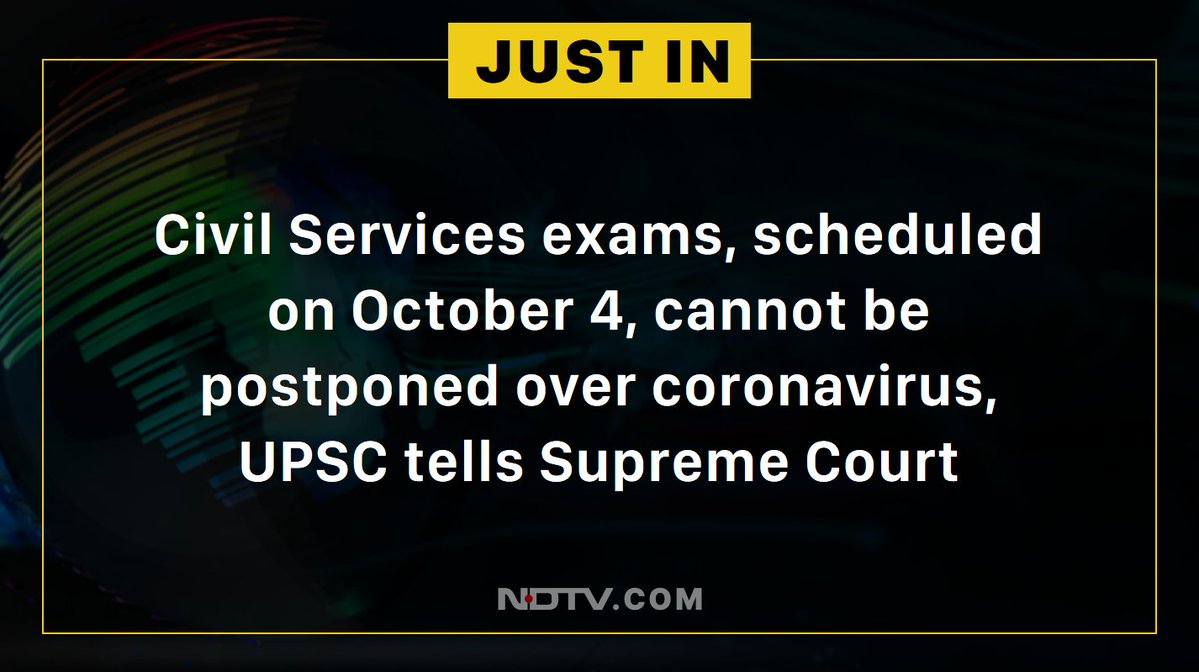 JUST IN
Civil Services exams, scheduled
on October 4, cannot be
postponed over coronavirus,
UPSC tells Supreme Court
NDTV.COM